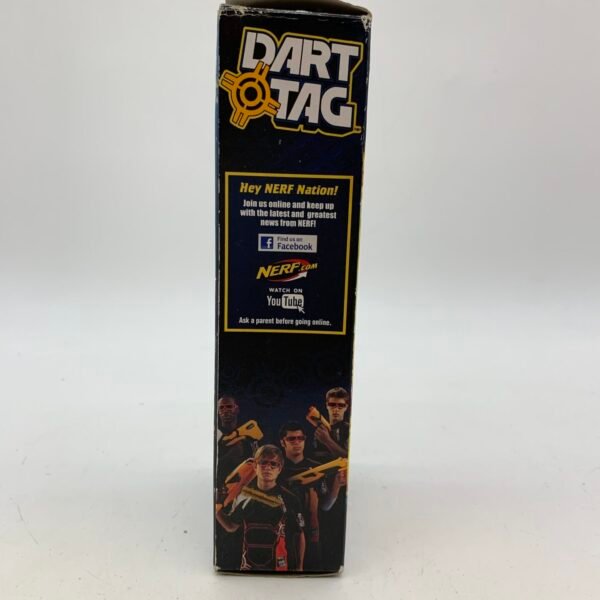 DART
TAG™
Hey NERF Nation!
Join us online and keep up
with the latest and greatest
news from NERF!
f Find us on
Facebook
NERF.COM
WATCH ON
YouTube
Ask a parent before going online.